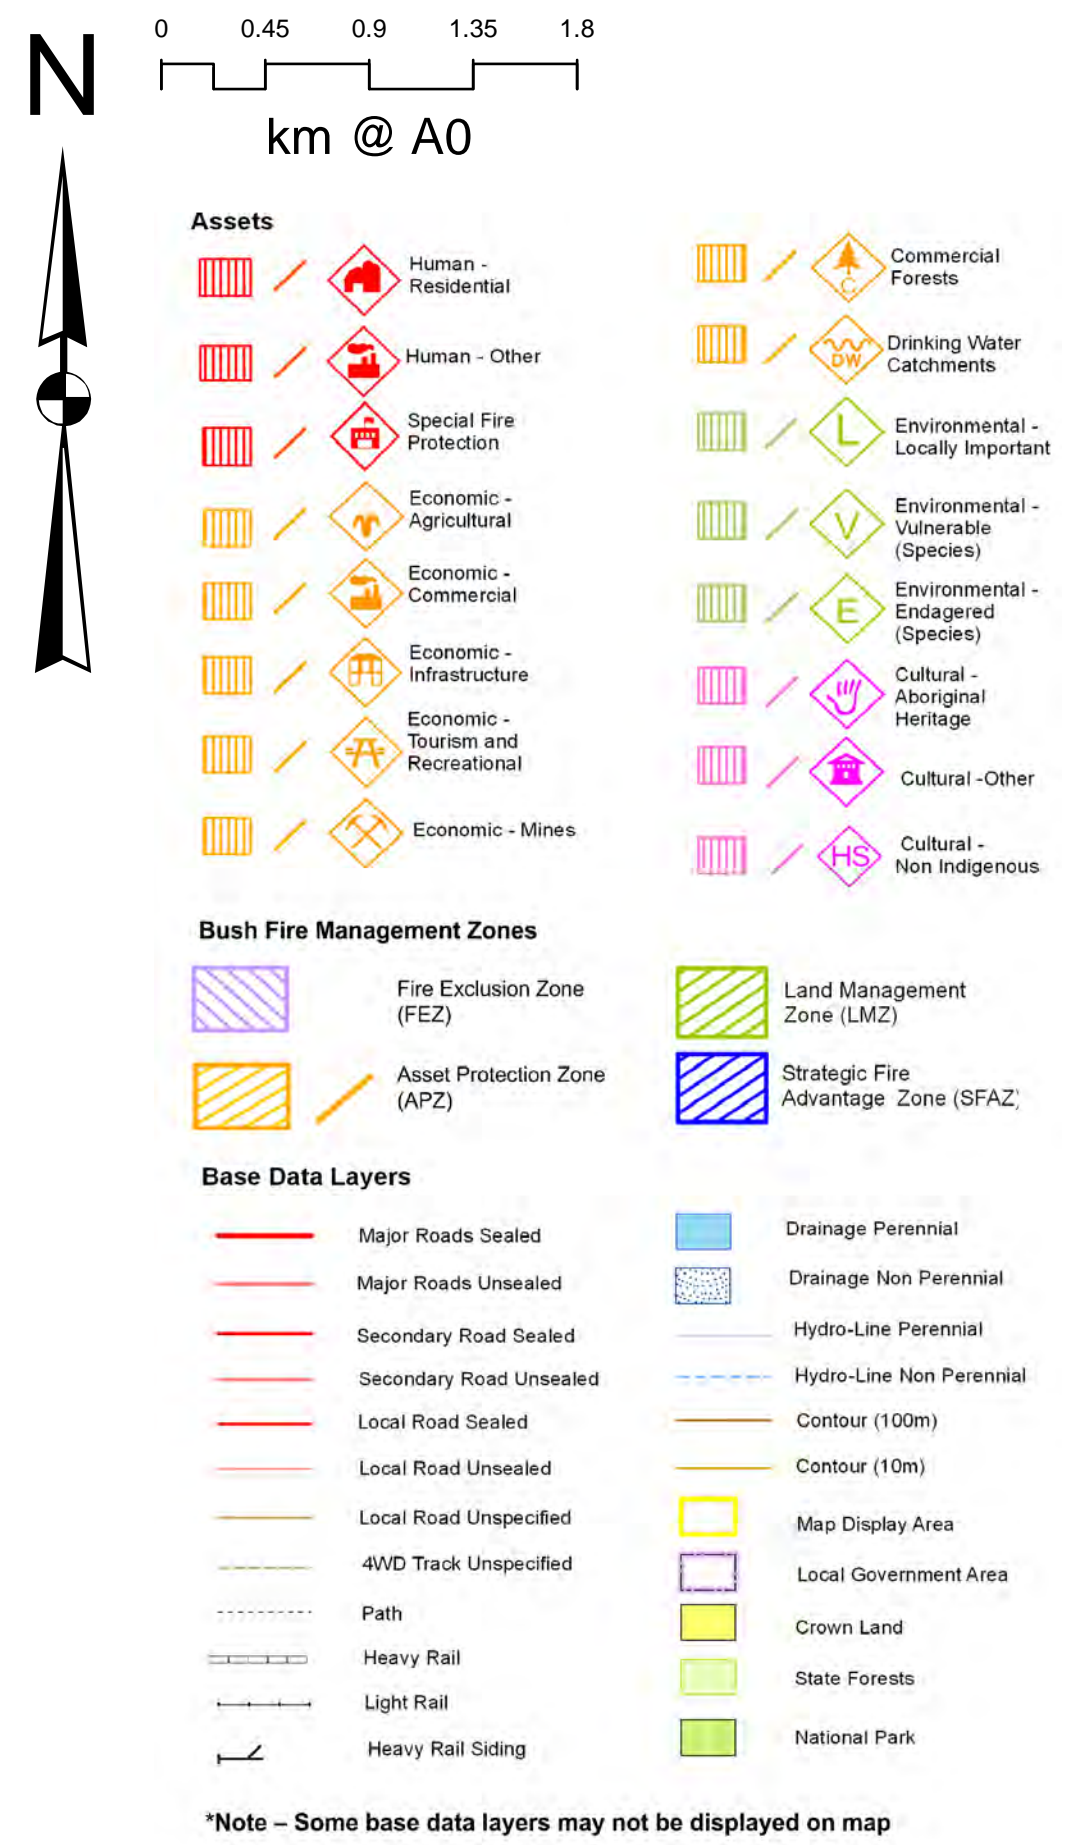 N
0 0.45 0.9 1.35 1.8
km @ A0
Assets
Human -
Residential
Human - Other
Special Fire
Protection
Economic -
Agricultural
Economic -
Commercial
Economic -
Infrastructure
Economic -
Tourism and
Recreational
Economic - Mines
C
Commercial
Forests
DW
Drinking Water
Catchments
L
Environmental -
Locally Important
V
Environmental -
Vulnerable
(Species)
E
Environmental -
Endagered
(Species)
Cultural -
Aboriginal
Heritage
Cultural -Other
HS
Cultural -
Non Indigenous
Bush Fire Management Zones
Fire Exclusion Zone
(FEZ)
Asset Protection Zone
(APZ)
Land Management
Zone (LMZ)
Strategic Fire
Advantage Zone (SFAZ)
Base Data Layers
Major Roads Sealed
Major Roads Unsealed
Secondary Road Sealed
Secondary Road Unsealed
Local Road Sealed
Local Road Unsealed
Local Road Unspecified
4WD Track Unspecified
Path
Heavy Rail
Light Rail
Heavy Rail Siding
Drainage Perennial
Drainage Non Perennial
Hydro-Line Perennial
Hydro-Line Non Perennial
Contour (100m)
Contour (10m)
Map Display Area
Local Government Area
Crown Land
State Forests
National Park
*Note – Some base data layers may not be displayed on map